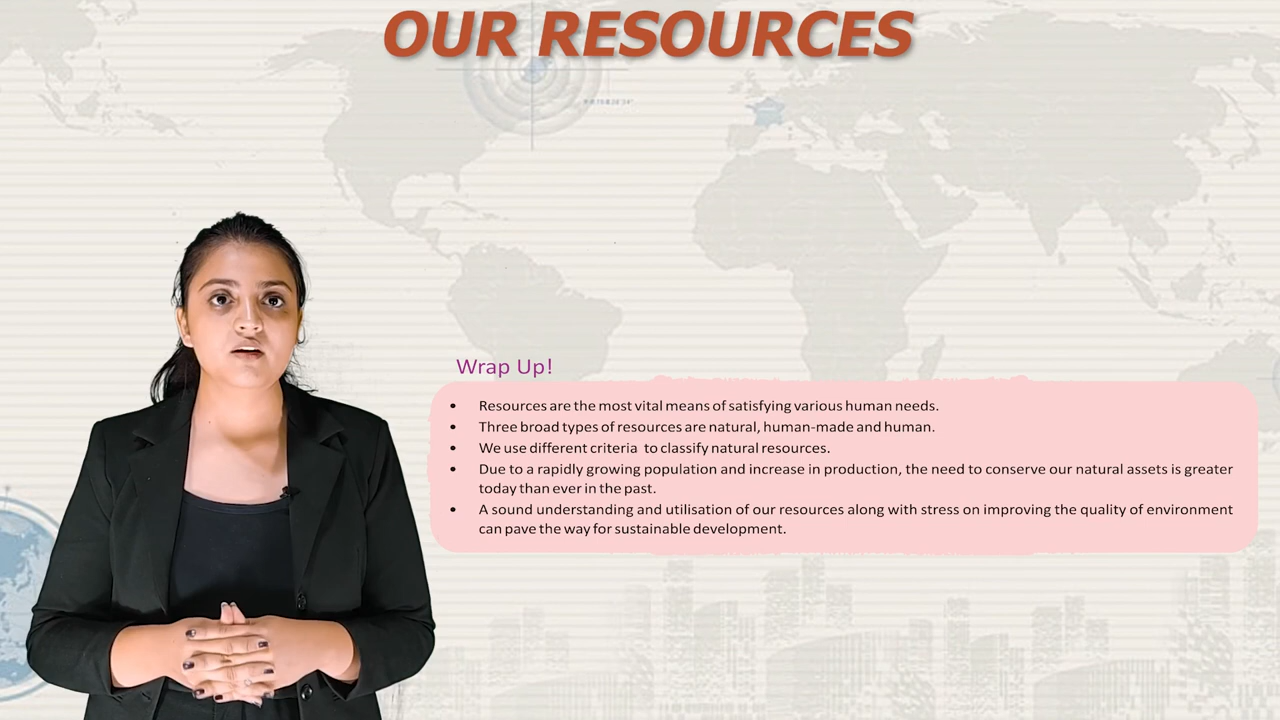 OUR RESOURCES
Wrap Up!
• Resources are the most vital means of satisfying various human needs.
• Three broad types of resources are natural, human-made and human.
• We use different criteria to classify natural resources.
• Due to a rapidly growing population and increase in production, the need to conserve our natural assets is greater
today than ever in the past.
• A sound understanding and utilisation of our resources along with stress on improving the quality of environment
can pave the way for sustainable development.